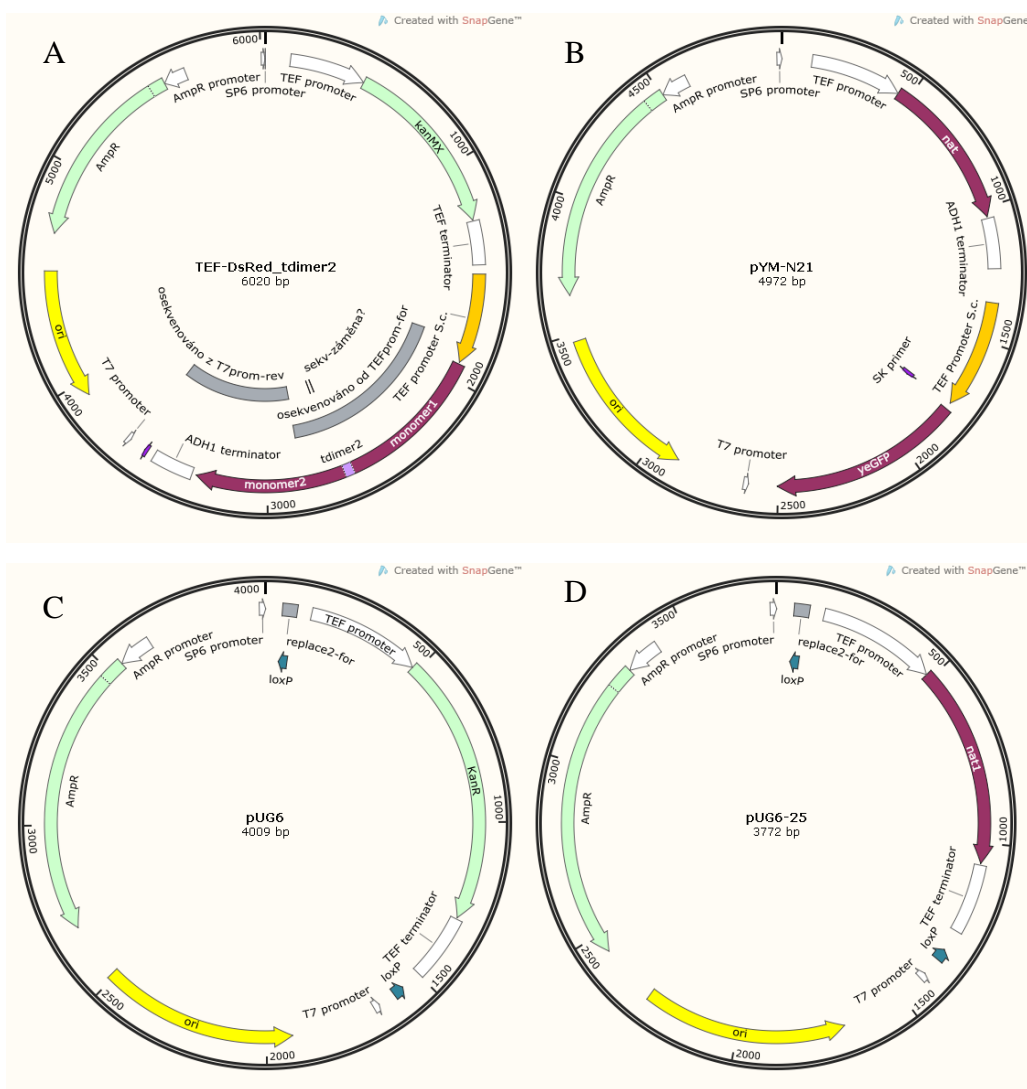 Created with SnapGene™
A
6000
AmpR promoter
SP6 promoter
TEF promoter
kanMX
1000
AmpR
5000
TEF terminator
TEF-DsRed_tdimer2
6020 bp
osekvenováno z T7prom-rev
sekv-záměna?
osekvenováno od TEFprom-for
TEF promoter S.c.
2000
ori
4000
T7 promoter
ADH1 terminator
tdimer2
monomer1
monomer2
3000
Created with SnapGene
B
4500
AmpR promoter
SP6 promoter
TEF promoter
500
nat
1000
AmpR
4000
ADH1 terminator
pYM-N21
4972 bp
3500
SK primer
TEF Promoter S.c.
1500
ori
T7 promoter
3000
yeGFP
2000
2500
Created with SnapGene™
C
4000
AmpR promoter
SP6 promoter
TEF promoter
replace2-for
loxP
500
3500
AmpR
KanR
1000
pUG6
4009 bp
3000
TEF terminator
loxP
T7 promoter
1500
2500
ori
2000
Created with SnapGene™
D
3500
AmpR promoter
SP6 promoter
TEF promoter
replace2-for
loxP
500
nat1
3000
AmpR
pUG6-25
3772 bp
1000
TEF terminator
loxP
T7 promoter
1500
2500
ori
2000